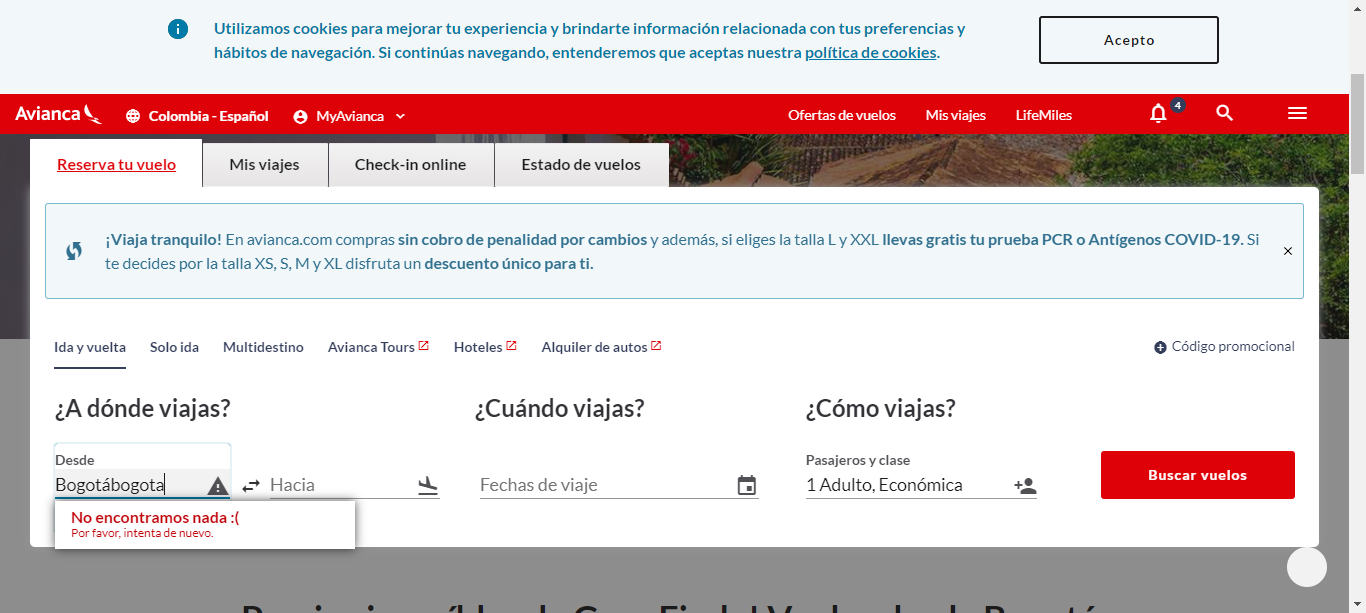 Utilizamos cookies para mejorar tu experiencia y brindarte información relacionada con tus preferencias y
hábitos de navegación. Si continúas navegando, entenderemos que aceptas nuestra política de cookies.
Acepto
Avianca
Colombia - Español
MyAvianca
Ofertas de vuelos
Mis viajes
LifeMiles
4
Reserva tu vuelo
Mis viajes
Check-in online
Estado de vuelos
¡Viaja tranquilo! En avianca.com compras sin cobro de penalidad por cambios y además, si eliges la talla L y XXL llevas gratis tu prueba PCR o Antígenos COVID-19. Si
te decides por la talla XS, S, M y XL disfruta un descuento único para ti.
Ida y vuelta
Solo ida
Multidestino
Avianca Tours
Hoteles
Alquiler de autos
Código promocional
¿A dónde viajas?
¿Cuándo viajas?
¿Cómo viajas?
Desde
Bogotábogota
Hacia
Fechas de viaje
Pasajeros y clase
1 Adulto, Económica
Buscar vuelos
No encontramos nada :(
Por favor, intenta de nuevo.